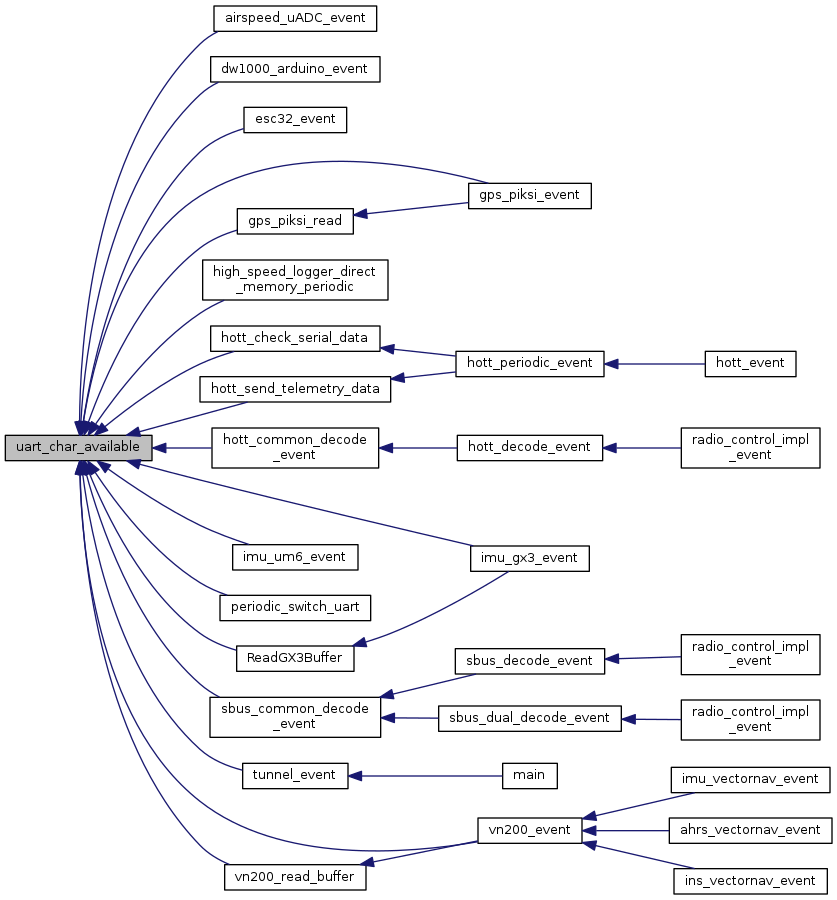 airspeed_uADC_event
dw1000_arduino_event
esc32_event
gps_piksi_event
gps_piksi_read
high_speed_logger_direct
_memory_periodic
hott_check_serial_data
hott_periodic_event
hott_event
hott_send_telemetry_data
uart_char_available
hott_common_decode
_event
hott_decode_event
radio_control_impl
_event
imu_um6_event
imu_gx3_event
periodic_switch_uart
ReadGX3Buffer
sbus_decode_event
radio_control_impl
_event
sbus_common_decode
_event
sbus_dual_decode_event
radio_control_impl
_event
tunnel_event
main
imu_vectornav_event
vn200_event
ahrs_vectornav_event
vn200_read_buffer
ins_vectornav_event